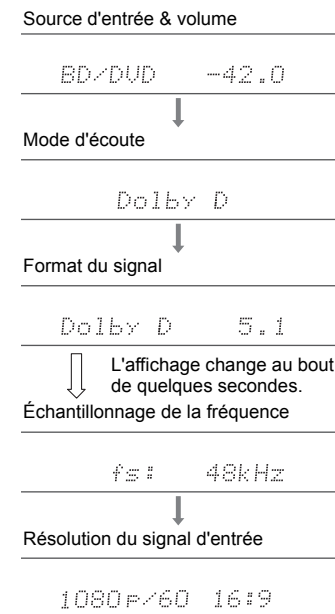 Source d'entrée & volume
BD/DVD -42.0
Mode d'écoute
Dolby D
Format du signal
Dolby D 5.1
L'affichage change au bout
de quelques secondes.
Échantillonnage de la fréquence
fs: 48kHz
Résolution du signal d'entrée
1080p/60 16:9